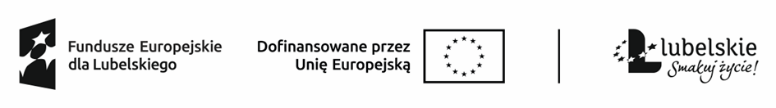 Fundusze Europejskie
dla Lubelskiego
Dofinansowane przez
Unię Europejską
lubelskie
Smakuj życie!